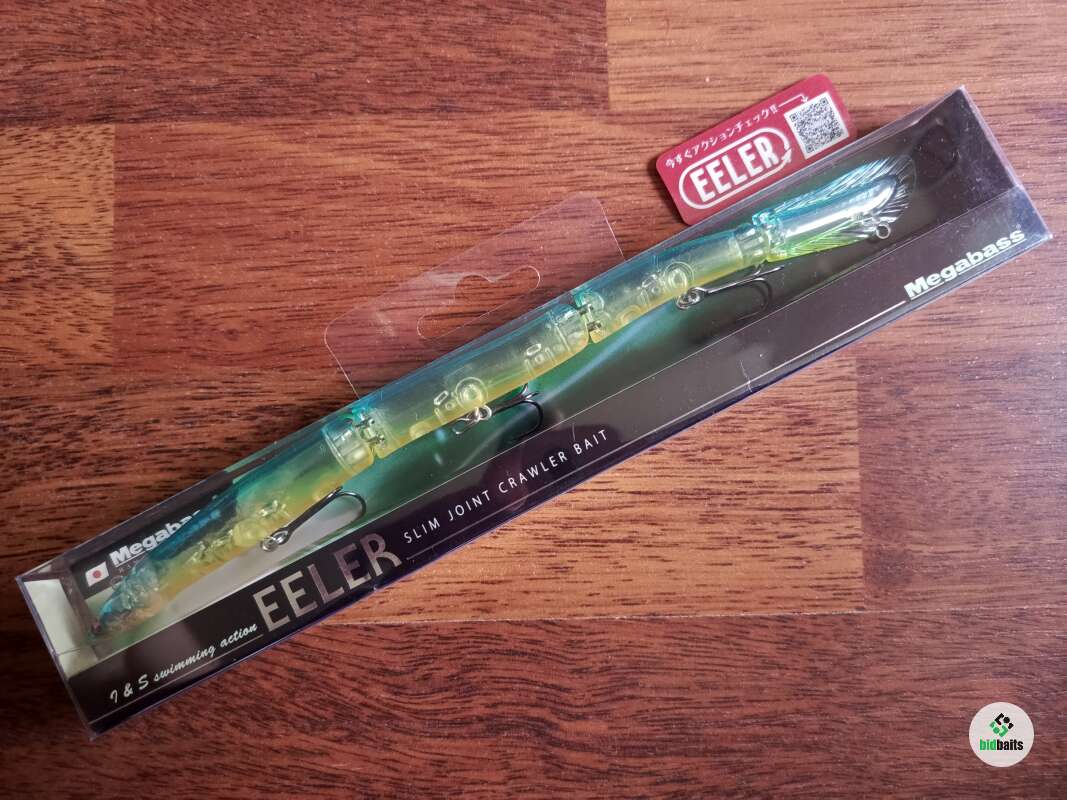 今すぐアクションチェック!!
EELER
Megabass®
SLIM JOINT CRAWLER BAIT
Megaba
EELER
I & S swimming action
bidbaits